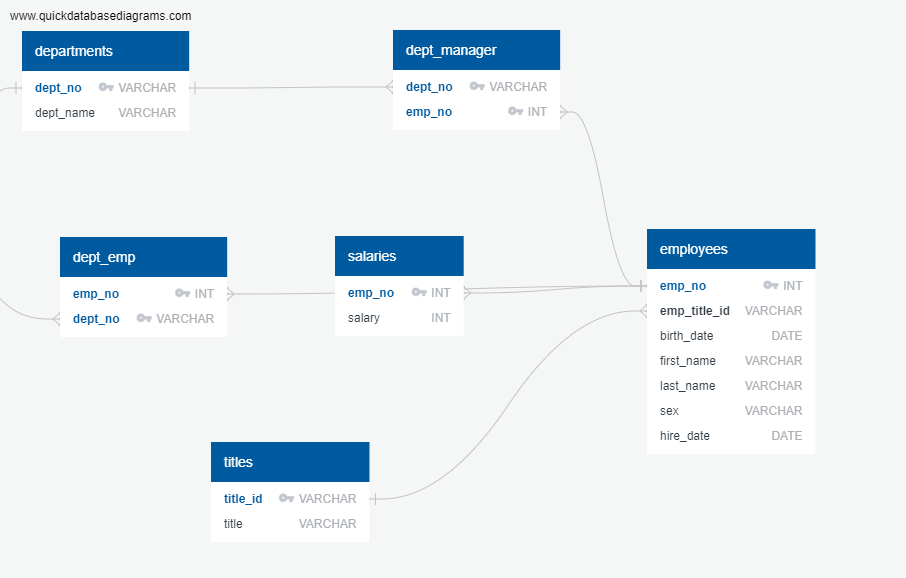 www.quickdatabasediagrams.com
departments
dept_no VARCHAR
dept_name VARCHAR
dept_manager
dept_no VARCHAR
emp_no INT
dept_emp
emp_no INT
dept_no VARCHAR
salaries
emp_no INT
salary INT
employees
emp_no INT
emp_title_id VARCHAR
birth_date DATE
first_name VARCHAR
last_name VARCHAR
sex VARCHAR
hire_date DATE
titles
title_id VARCHAR
title VARCHAR